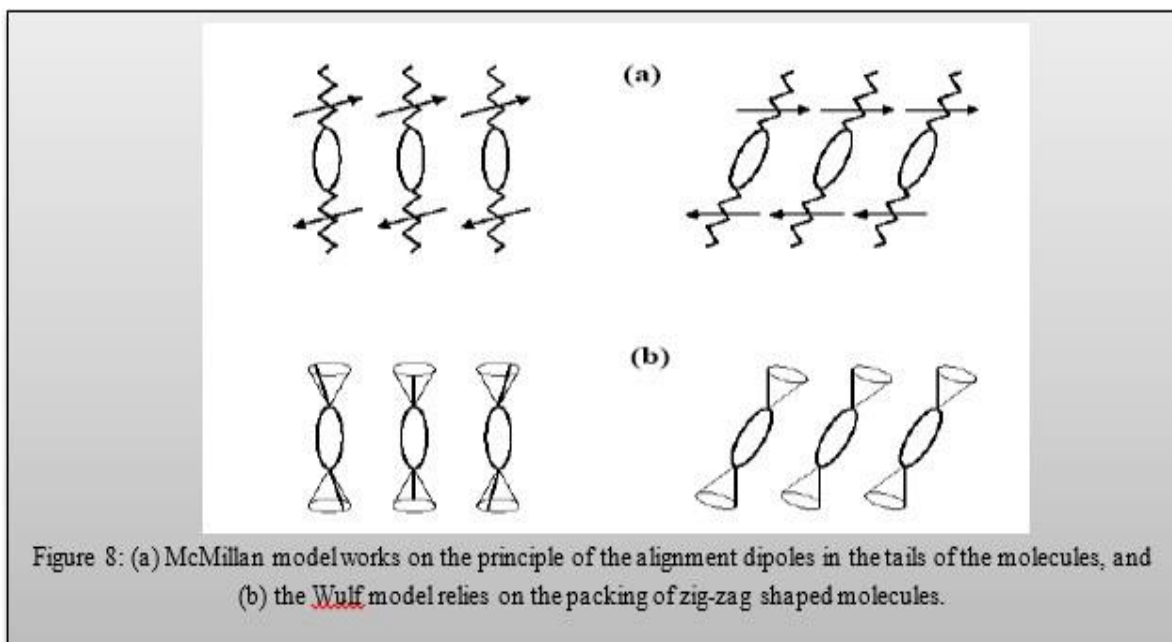 (a)
(b)
Figure 8: (a) McMillan model works on the principle of the alignment dipoles in the tails of the molecules, and
(b) the Wulf model relies on the packing of zig-zag shaped molecules.